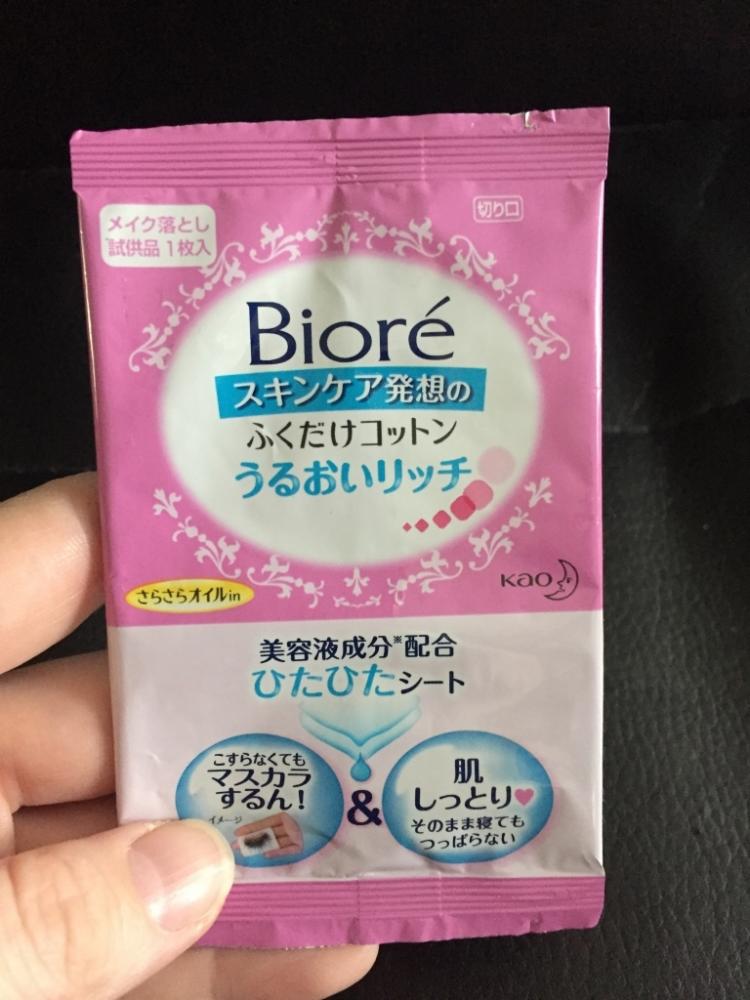 メイク落とし
試供品 1枚入
切り口
Bioré
スキンケア発想の
ふくだけコットン
うるおいリッチ
さらさらオイルin
Kao
美容液成分※配合
ひたひたシート
こすらなくても
マスカラ
するん!
イメージ
&
肌
しっとり♥
そのまま寝ても
つっぱらない